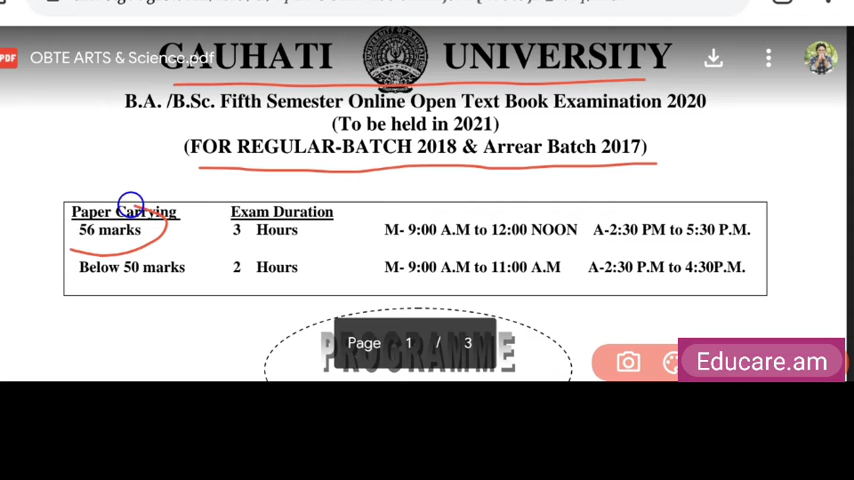 PDF OBTE ARTS & Science.pdf
GAUHATI UNIVERSITY
B.A. /B.Sc. Fifth Semester Online Open Text Book Examination 2020
(To be held in 2021)
(FOR REGULAR-BATCH 2018 & Arrear Batch 2017)
Paper Carrying Exam Duration
56 marks 3 Hours M- 9:00 A.M to 12:00 NOON A-2:30 PM to 5:30 P.M.
Below 50 marks 2 Hours M- 9:00 A.M to 11:00 A.M A-2:30 P.M to 4:30P.M.
PROGRAMME
Page 1 / 3
Educare.am